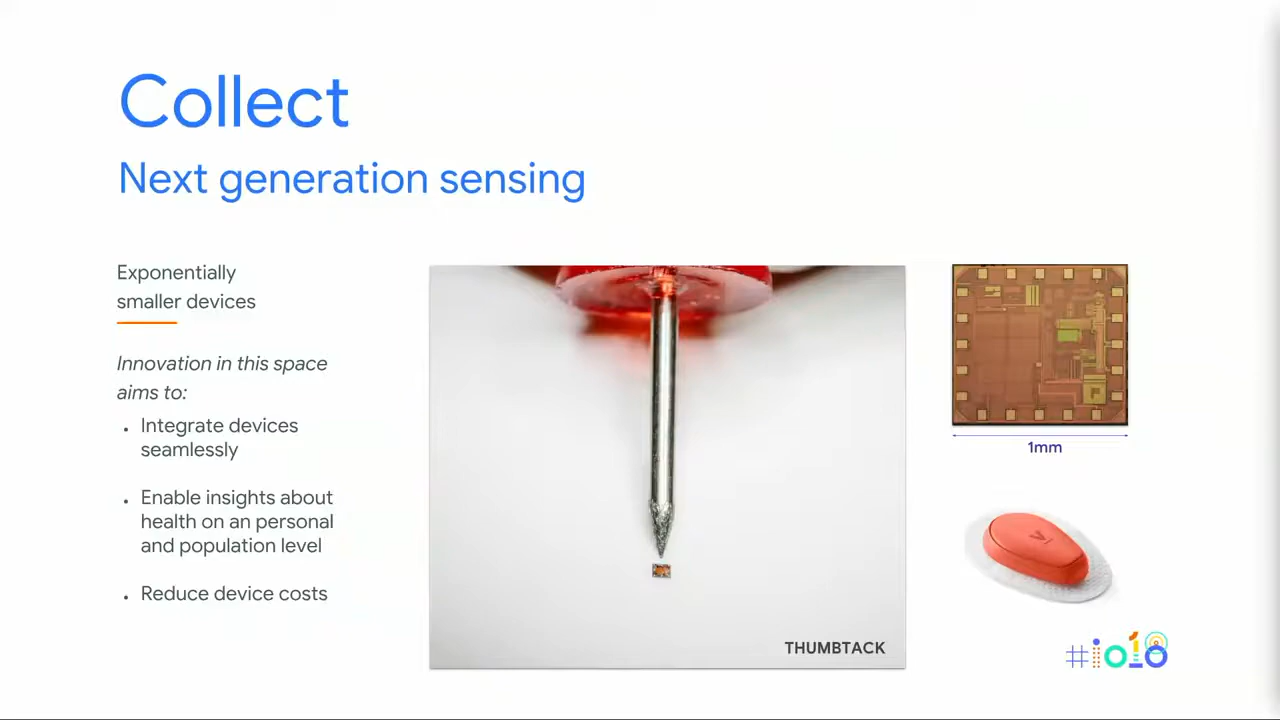 Collect
Next generation sensing
Exponentially
smaller devices
Innovation in this space
aims to:
• Integrate devices
seamlessly
• Enable insights about
health on an personal
and population level
• Reduce device costs
THUMBTACK
1mm
#io18